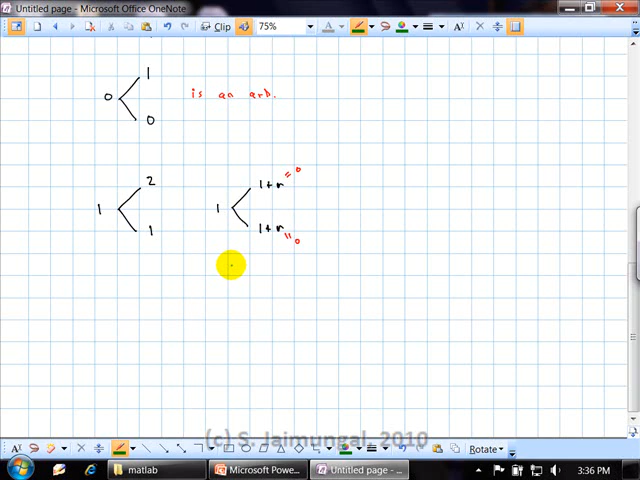 Untitled page - Microsoft Office OneNote
Clip 75%
1
0 is an arb.
0
2 1+r =0
1 1
1 1+r
=0
(c) S. Jaimungal, 2010
Rotate
matlab Microsoft Powe... Untitled page - ... 3:36 PM